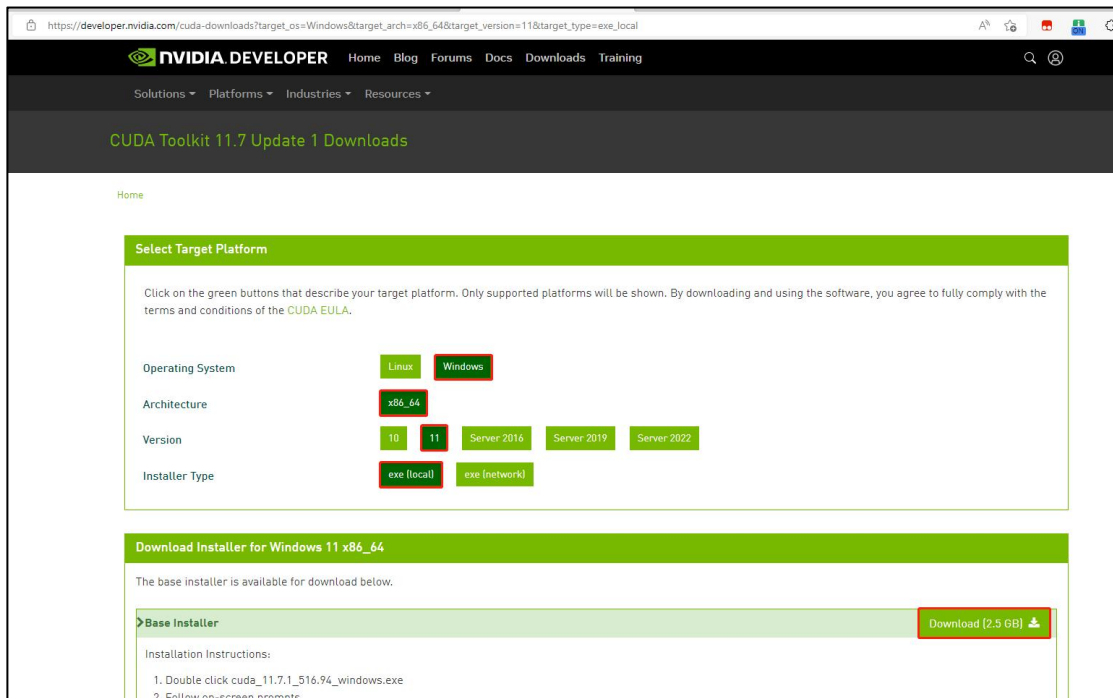 https://developer.nvidia.com/cuda-downloads?target_os=Windows&target_arch=x86_64&target_version=11&target_type=exe_local
NVIDIA.DEVELOPER Home Blog Forums Docs Downloads Training
Solutions Platforms Industries Resources
CUDA Toolkit 11.7 Update 1 Downloads
Home
Select Target Platform
Click on the green buttons that describe your target platform. Only supported platforms will be shown. By downloading and using the software, you agree to fully comply with the
terms and conditions of the CUDA EULA.
Operating System Linux Windows
Architecture x86_64
Version 10 11 Server 2016 Server 2019 Server 2022
Installer Type exe (local) exe (network)
Download Installer for Windows 11 x86_64
The base installer is available for download below.
Base Installer Download (2.5 GB)
Installation Instructions:
1. Double click cuda_11.7.1_516.94_windows.exe
2. Follow on-screen prompts